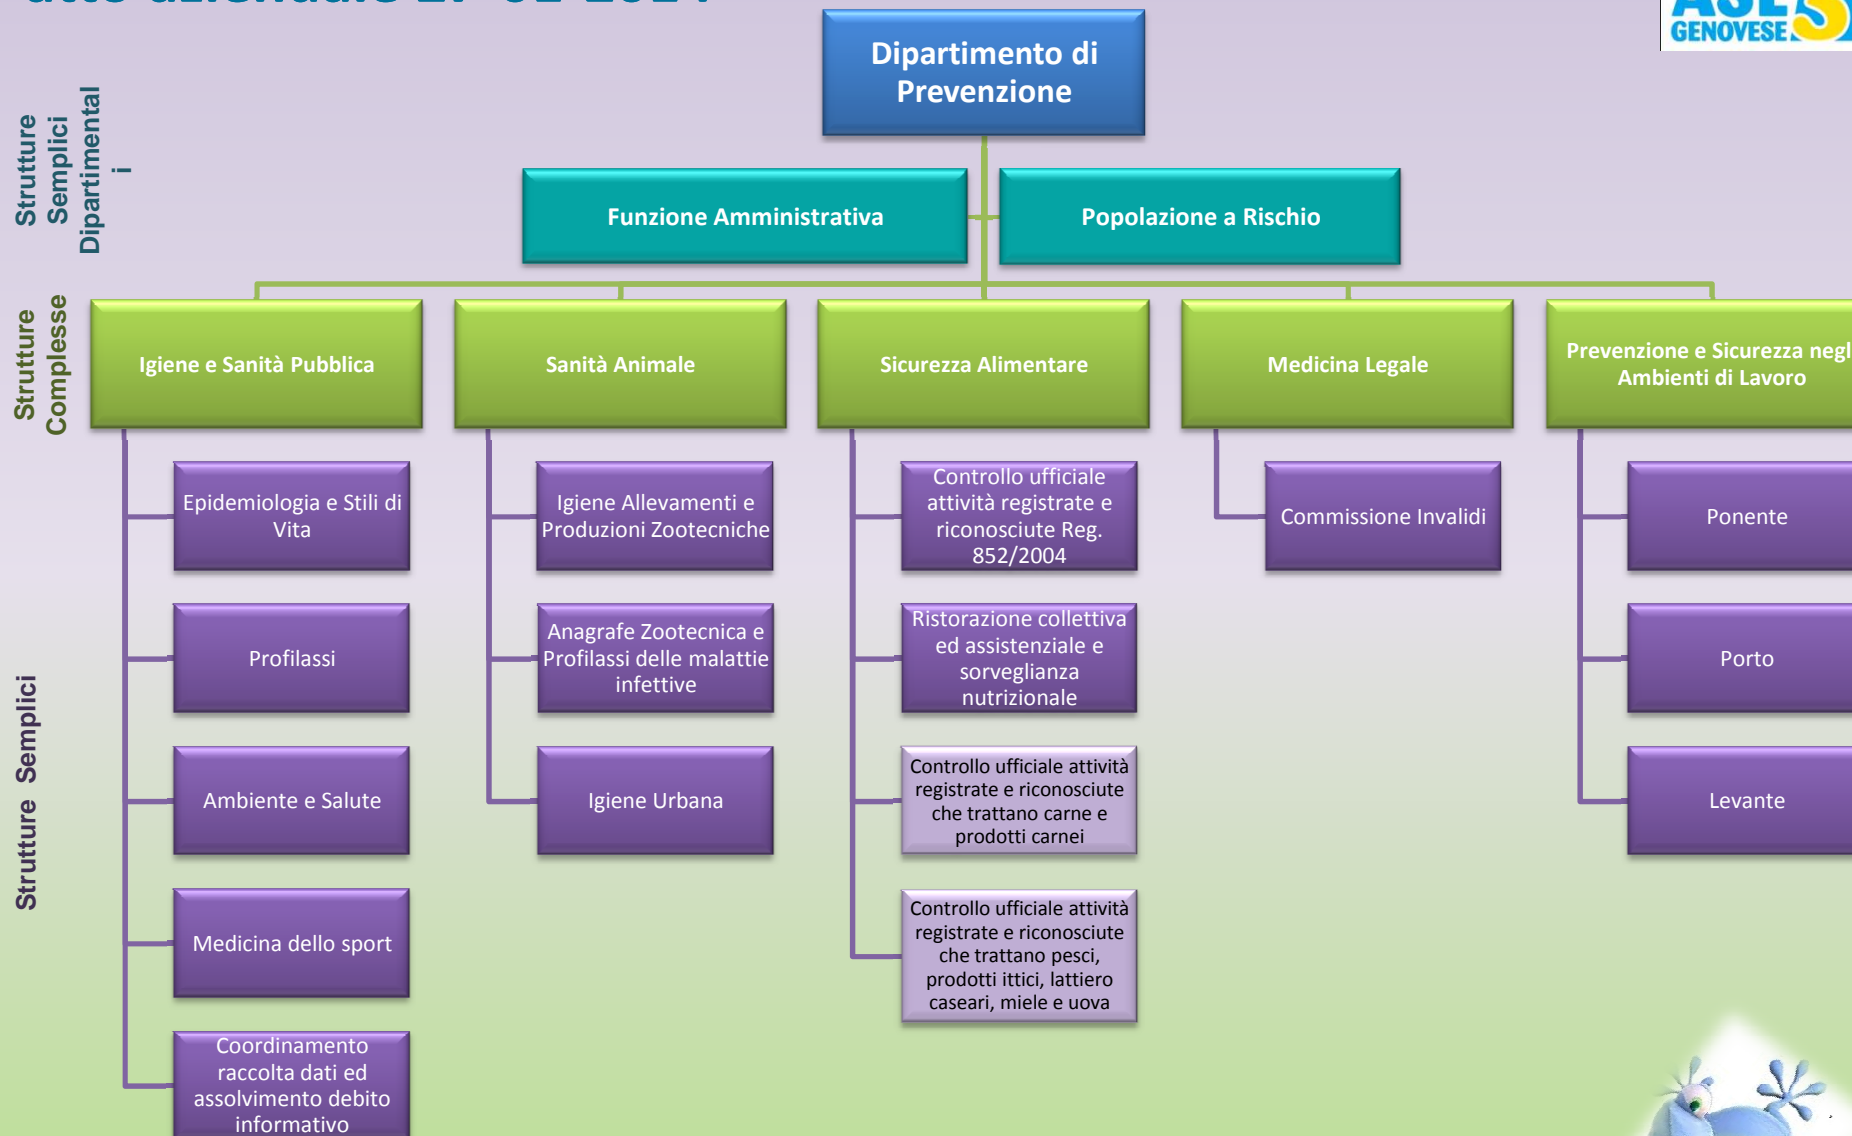 GENOVESE
Dipartimento di
Prevenzione
Strutture
Semplici
Dipartimental
i
Funzione Amministrativa
Popolazione a Rischio
Strutture
Complesse
Igiene e Sanità Pubblica
Sanità Animale
Sicurezza Alimentare
Medicina Legale
Prevenzione e Sicurezza negl
Ambienti di Lavoro
Strutture Semplici
Epidemiologia e Stili di
Vita
Profilassi
Ambiente e Salute
Medicina dello sport
Coordinamento
raccolta dati ed
assolvimento debito
informativo
Igiene Allevamenti e
Produzioni Zootecniche
Anagrafe Zootecnica e
Profilassi delle malattie
infettive
Igiene Urbana
Controllo ufficiale
attività registrate e
riconosciute Reg.
852/2004
Ristorazione collettiva
ed assistenziale e
sorveglianza
nutrizionale
Controllo ufficiale attività
registrate e riconosciute
che trattano carne e
prodotti carnei
Controllo ufficiale attività
registrate e riconosciute
che trattano pesci,
prodotti ittici, lattiero
caseari, miele e uova
Commissione Invalidi
Ponente
Porto
Levante